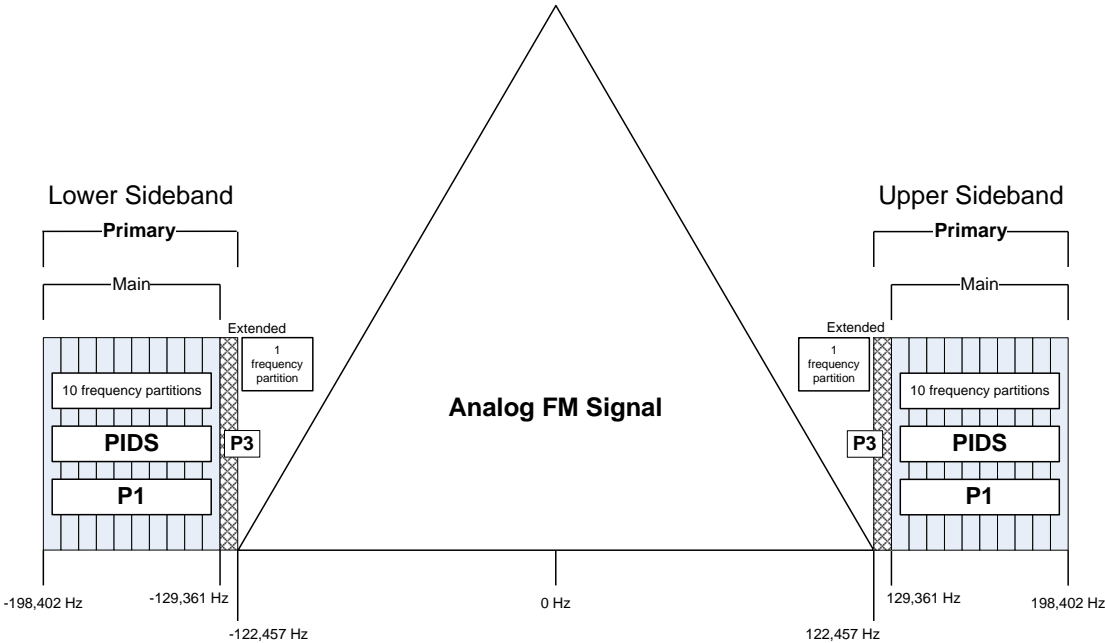 Lower Sideband
Upper Sideband
Primary
Primary
Main
Main
Extended
Extended
1
frequency
partition
1
frequency
partition
10 frequency partitions
10 frequency partitions
Analog FM Signal
PIDS
P3
P3
PIDS
P1
P1
-198,402 Hz
-129,361 Hz
0 Hz
129,361 Hz
198,402 Hz
-122,457 Hz
122,457 Hz